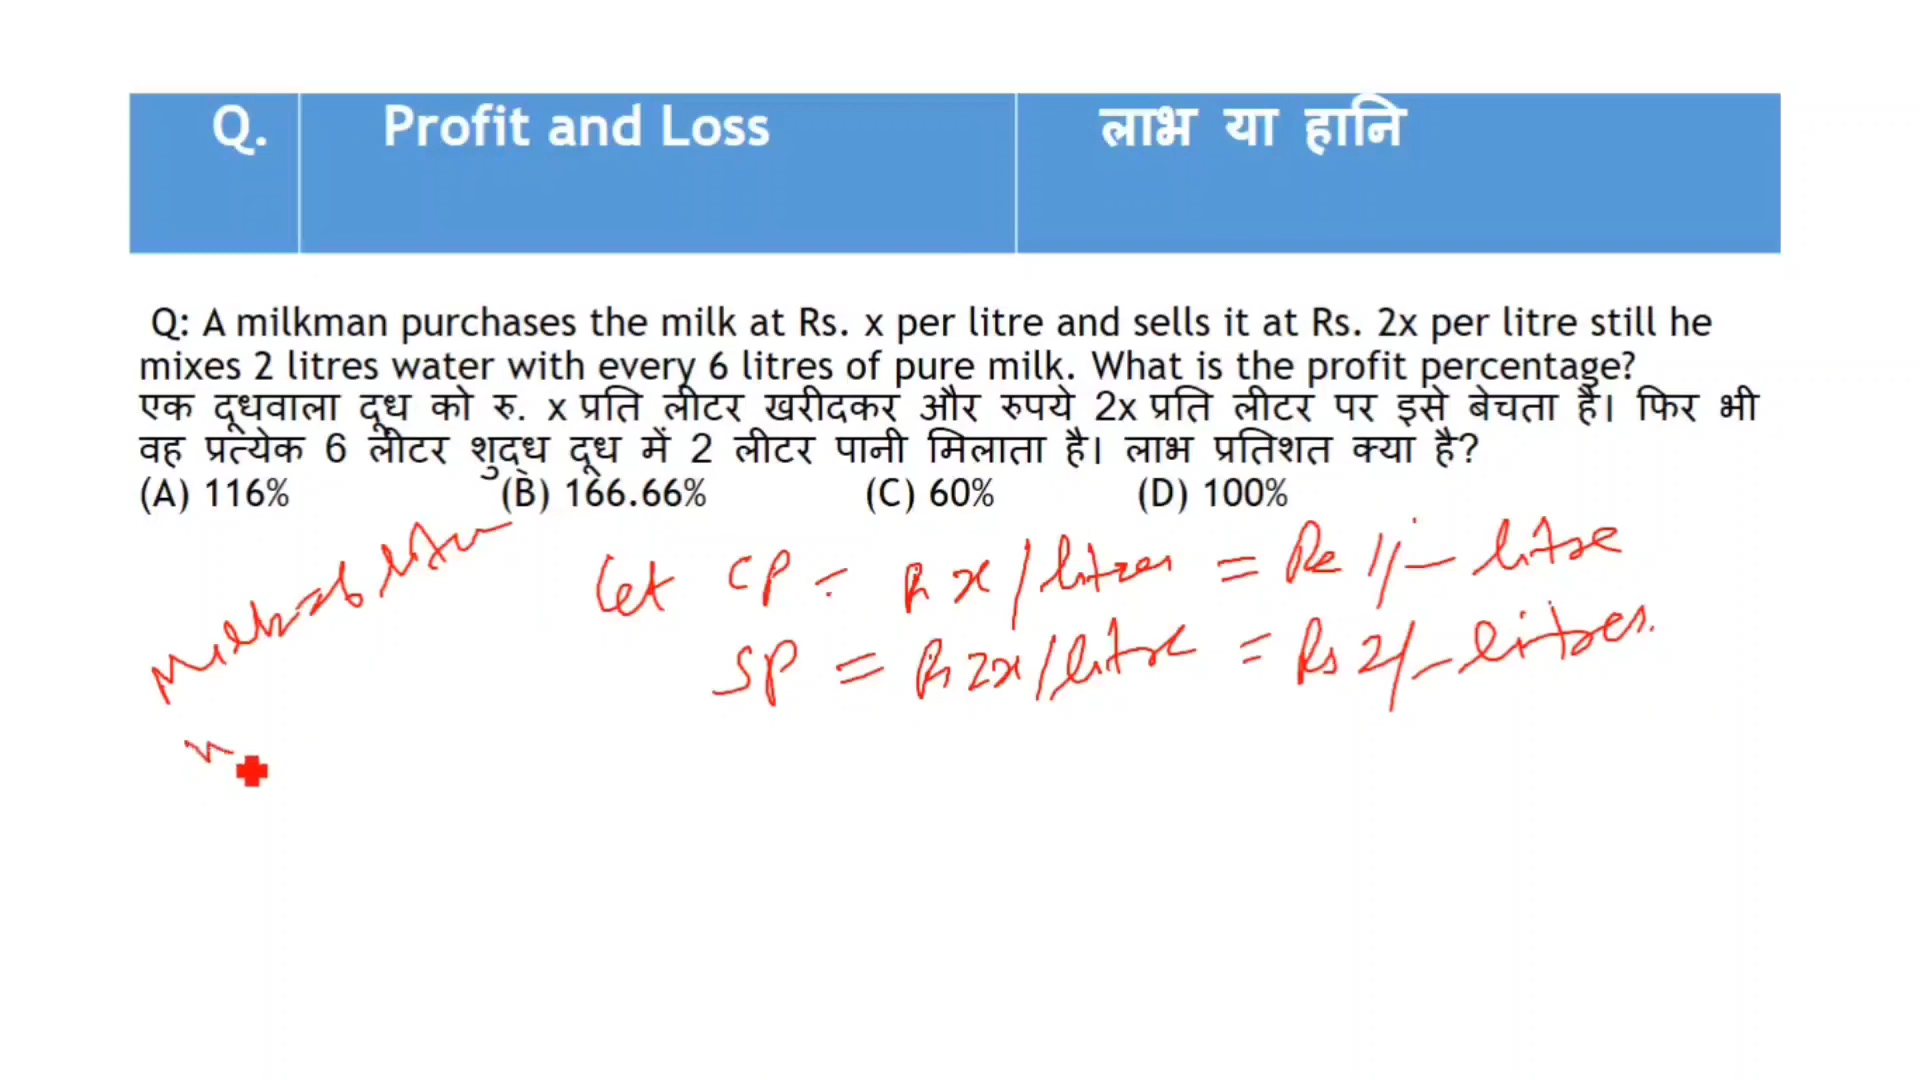 Q. Profit and Loss लाभ या हानि
Q: A milkman purchases the milk at Rs. x per litre and sells it at Rs. 2x per litre still he
mixes 2 litres water with every 6 litres of pure milk. What is the profit percentage?
एक दूधवाला दूध को रु. x प्रति लीटर खरीदकर और रुपये 2x प्रति लीटर पर इसे बेचता है। फिर भी
वह प्रत्येक 6 लीटर शुद्ध दूध में 2 लीटर पानी मिलाता है। लाभ प्रतिशत क्या है?
(A) 116% (B) 166.66% (C) 60% (D) 100%
Let CP = Rs x/litres = Re 1/- litre
SP = Rs 2x/litre = Rs 2/- litres.
Milk = 6 litre